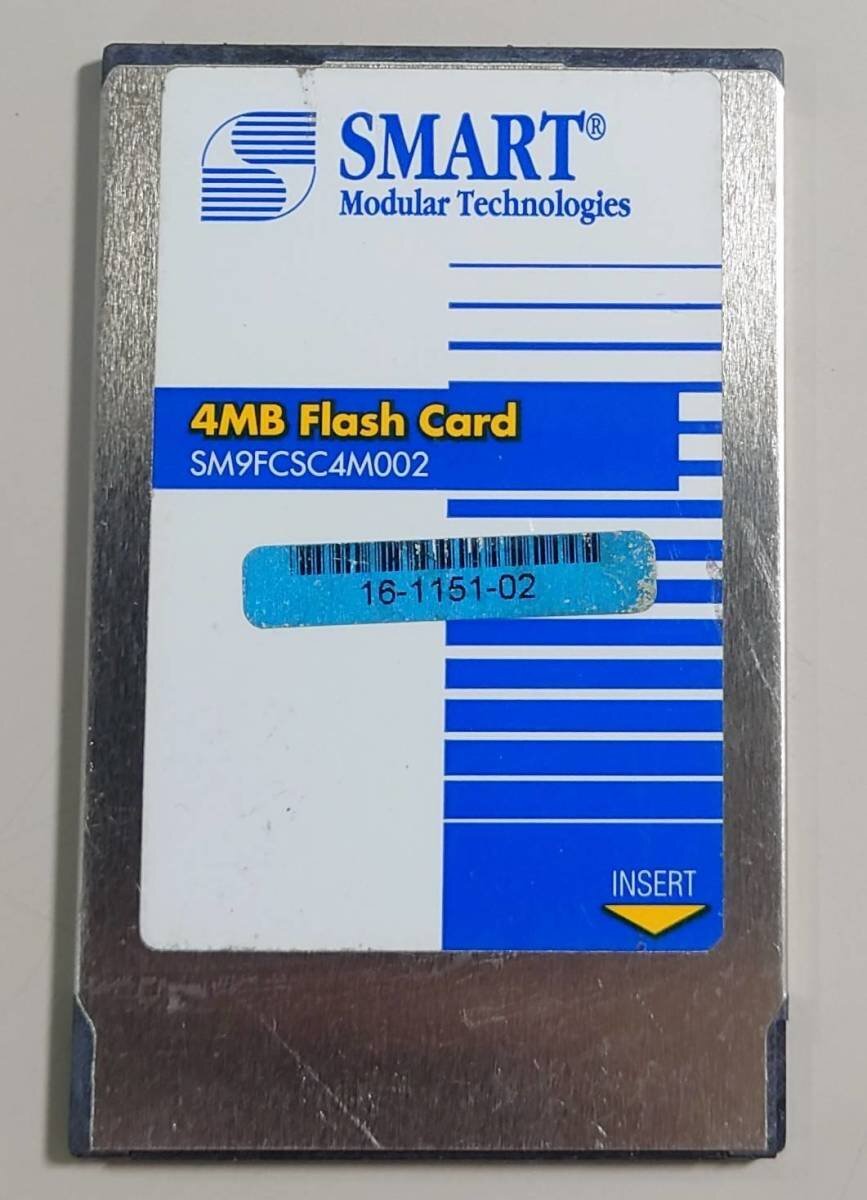 SMART®
Modular Technologies
4MB Flash Card
SM9FCSC4M002
16-1151-02
INSERT